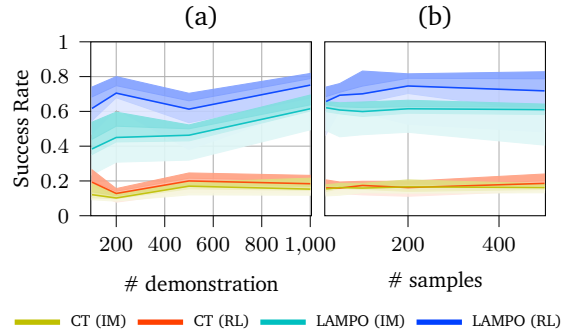 (a) (b)
Success Rate
1
0.8
0.6
0.4
0.2
0
200 400 600 800 1,000 200 400
# demonstration # samples
CT (IM) CT (RL) LAMPO (IM) LAMPO (RL)